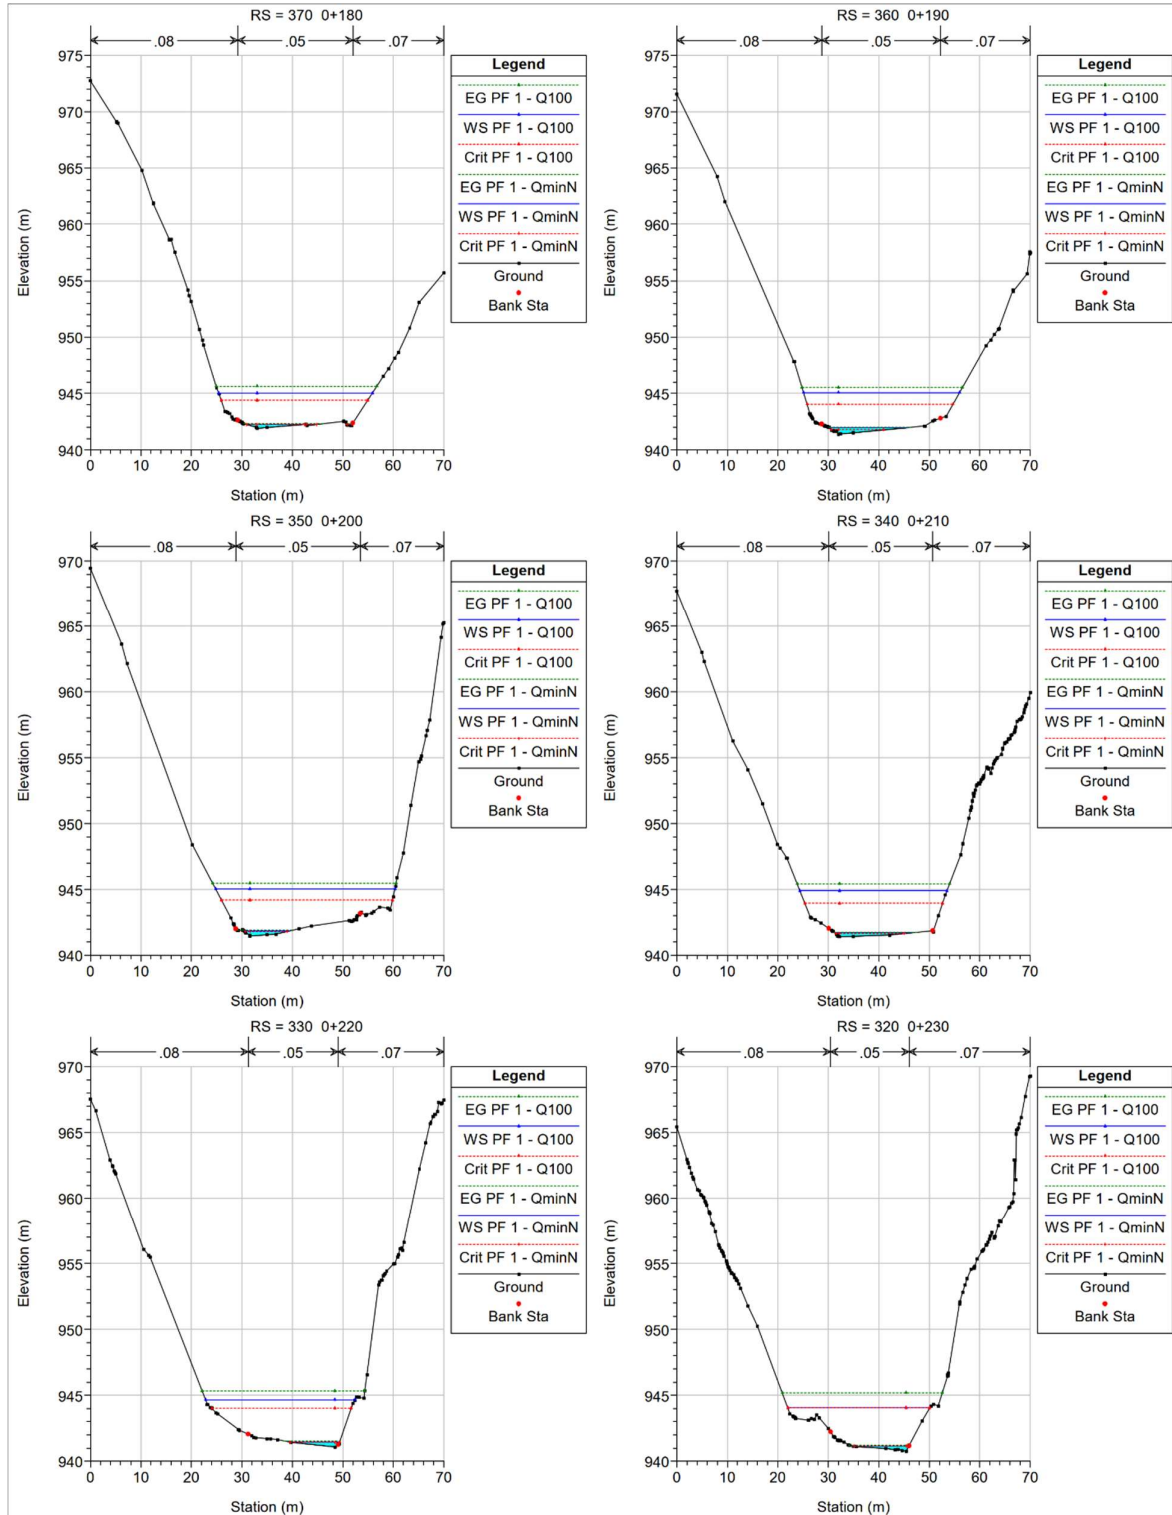 RS = 370 0+180
.08 .05 .07
Legend
EG PF 1 - Q100
WS PF 1 - Q100
Crit PF 1 - Q100
EG PF 1 - QminN
WS PF 1 - QminN
Crit PF 1 - QminN
Ground
Bank Sta
975
970
965
960
955
950
945
940
Elevation (m)
0 10 20 30 40 50 60 70
Station (m)
RS = 360 0+190
.08 .05 .07
Legend
EG PF 1 - Q100
WS PF 1 - Q100
Crit PF 1 - Q100
EG PF 1 - QminN
WS PF 1 - QminN
Crit PF 1 - QminN
Ground
Bank Sta
975
970
965
960
955
950
945
940
Elevation (m)
0 10 20 30 40 50 60 70
Station (m)
RS = 350 0+200
.08 .05 .07
Legend
EG PF 1 - Q100
WS PF 1 - Q100
Crit PF 1 - Q100
EG PF 1 - QminN
WS PF 1 - QminN
Crit PF 1 - QminN
Ground
Bank Sta
970
965
960
955
950
945
940
Elevation (m)
0 10 20 30 40 50 60 70
Station (m)
RS = 340 0+210
.08 .05 .07
Legend
EG PF 1 - Q100
WS PF 1 - Q100
Crit PF 1 - Q100
EG PF 1 - QminN
WS PF 1 - QminN
Crit PF 1 - QminN
Ground
Bank Sta
970
965
960
955
950
945
940
Elevation (m)
0 10 20 30 40 50 60 70
Station (m)
RS = 330 0+220
.08 .05 .07
Legend
EG PF 1 - Q100
WS PF 1 - Q100
Crit PF 1 - Q100
EG PF 1 - QminN
WS PF 1 - QminN
Crit PF 1 - QminN
Ground
Bank Sta
970
965
960
955
950
945
940
Elevation (m)
0 10 20 30 40 50 60 70
Station (m)
RS = 320 0+230
.08 .05 .07
Legend
EG PF 1 - Q100
WS PF 1 - Q100
Crit PF 1 - Q100
EG PF 1 - QminN
WS PF 1 - QminN
Crit PF 1 - QminN
Ground
Bank Sta
970
965
960
955
950
945
940
Elevation (m)
0 10 20 30 40 50 60 70
Station (m)